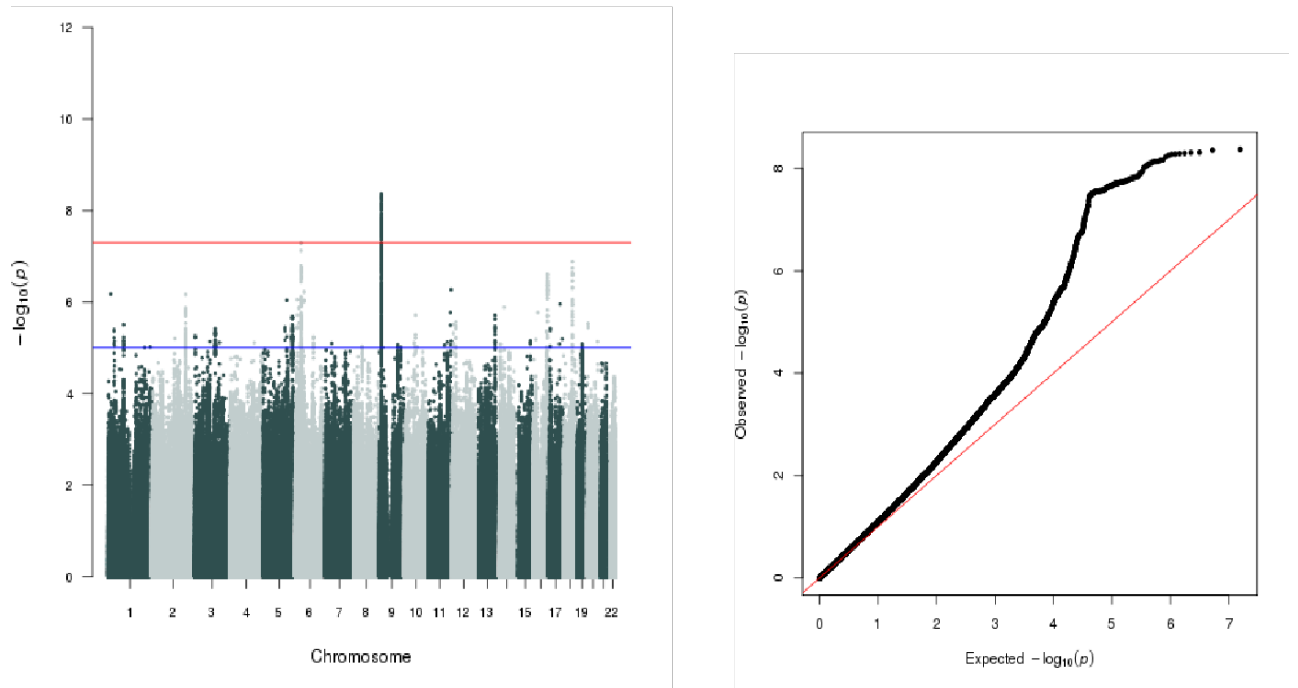 12
10
8
6
4
2
0
−log₁₀(p)
1 2 3 4 5 6 7 8 9 10 11 12 13 15 17 19 22
Chromosome
8
6
4
2
0
Observed −log₁₀(p)
0 1 2 3 4 5 6 7
Expected −log₁₀(p)